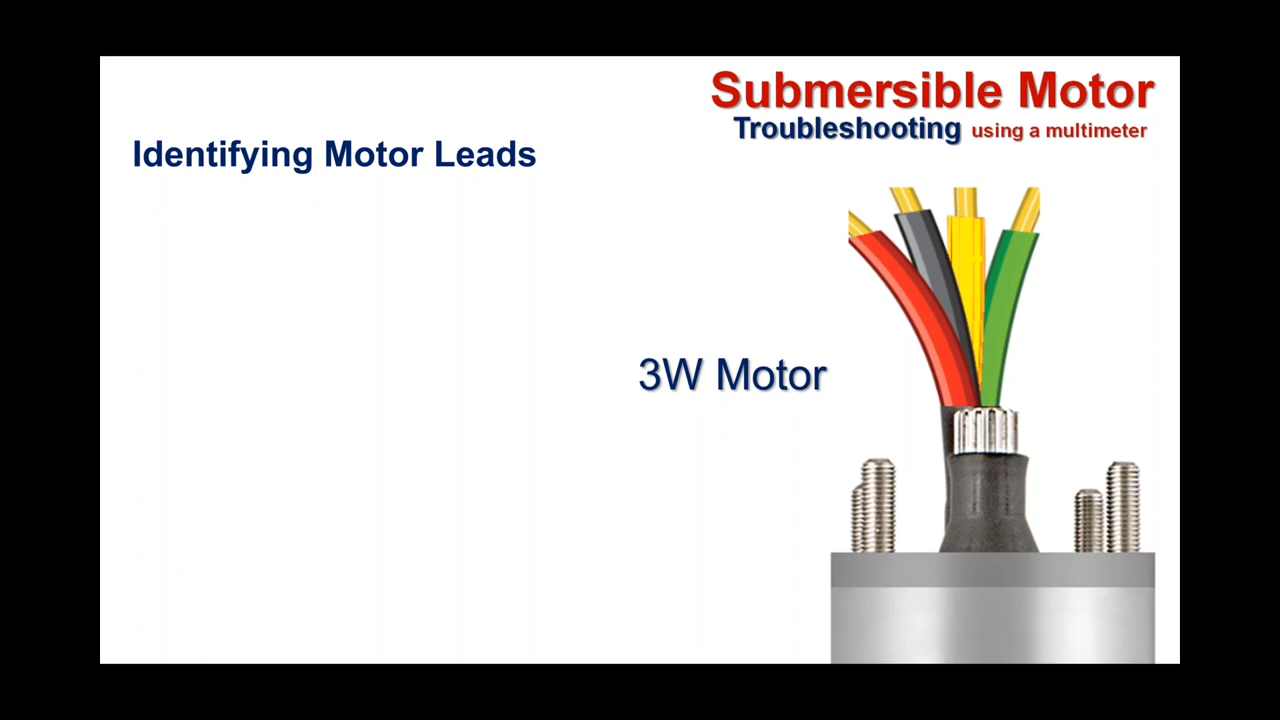 Submersible Motor
Troubleshooting using a multimeter
Identifying Motor Leads
3W Motor